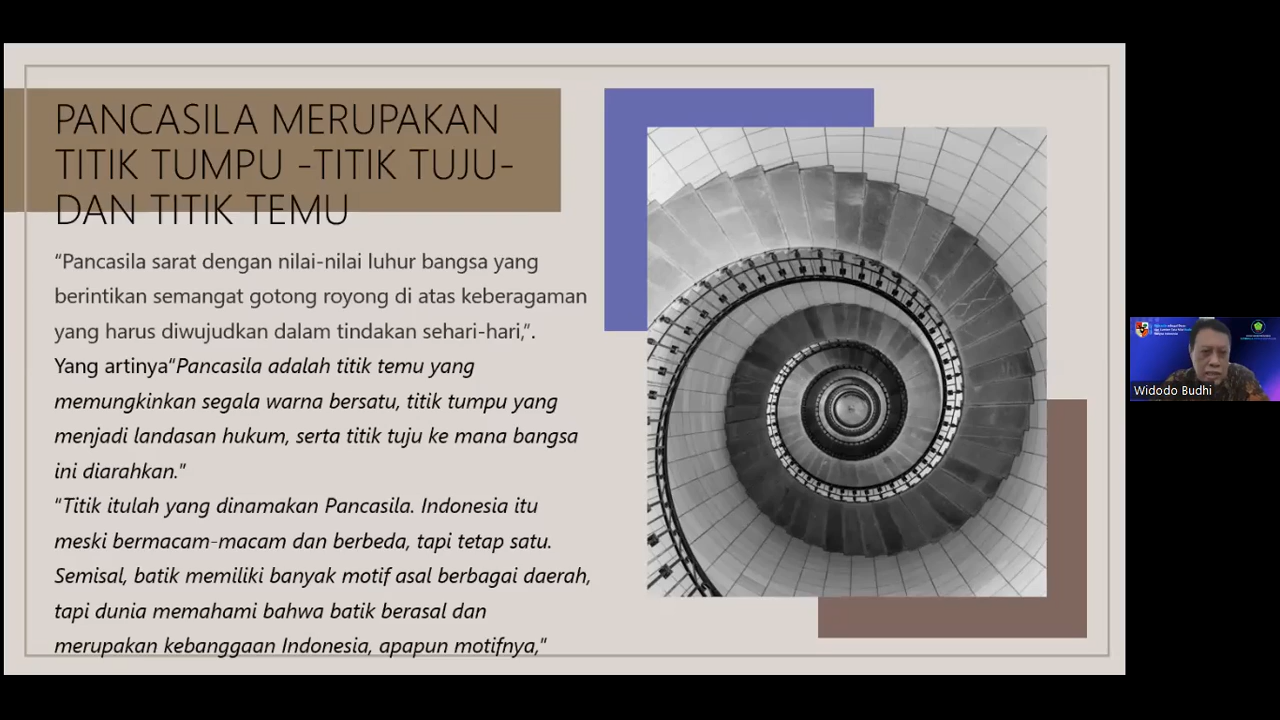 PANCASILA MERUPAKAN
TITIK TUMPU -TITIK TUJU-
DAN TITIK TEMU
“Pancasila sarat dengan nilai-nilai luhur bangsa yang
berintikan semangat gotong royong di atas keberagaman
yang harus diwujudkan dalam tindakan sehari-hari,”.
Yang artinya“Pancasila adalah titik temu yang
memungkinkan segala warna bersatu, titik tumpu yang
menjadi landasan hukum, serta titik tuju ke mana bangsa
ini diarahkan."
"Titik itulah yang dinamakan Pancasila. Indonesia itu
meski bermacam-macam dan berbeda, tapi tetap satu.
Semisal, batik memiliki banyak motif asal berbagai daerah,
tapi dunia memahami bahwa batik berasal dan
merupakan kebanggaan Indonesia, apapun motifnya,"
Widodo Budhi